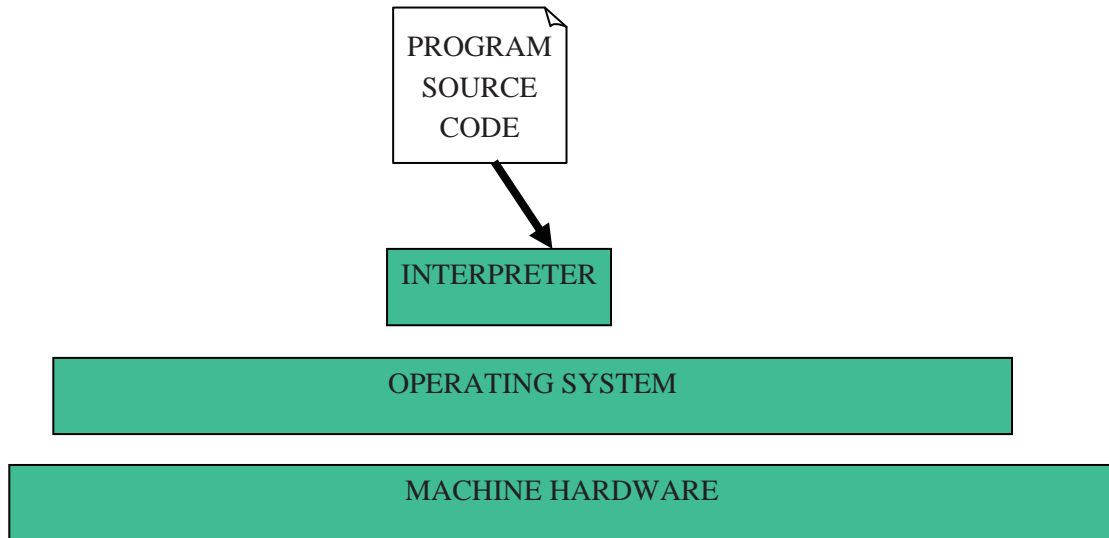 PROGRAM
SOURCE
CODE
INTERPRETER
OPERATING SYSTEM
MACHINE HARDWARE